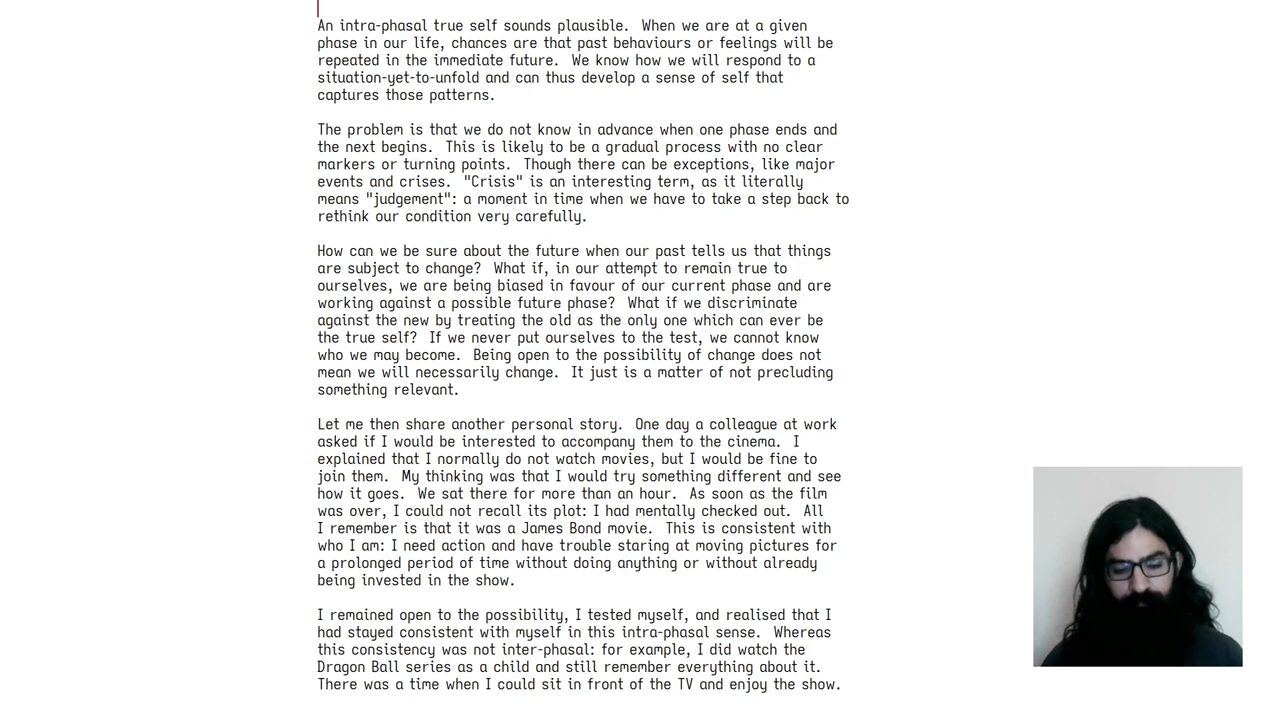 An intra-phasal true self sounds plausible.  When we are at a given
phase in our life, chances are that past behaviours or feelings will be
repeated in the immediate future.  We know how we will respond to a
situation-yet-to-unfold and can thus develop a sense of self that
captures those patterns.

The problem is that we do not know in advance when one phase ends and
the next begins.  This is likely to be a gradual process with no clear
markers or turning points.  Though there can be exceptions, like major
events and crises.  "Crisis" is an interesting term, as it literally
means "judgement": a moment in time when we have to take a step back to
rethink our condition very carefully.

How can we be sure about the future when our past tells us that things
are subject to change?  What if, in our attempt to remain true to
ourselves, we are being biased in favour of our current phase and are
working against a possible future phase?  What if we discriminate
against the new by treating the old as the only one which can ever be
the true self?  If we never put ourselves to the test, we cannot know
who we may become.  Being open to the possibility of change does not
mean we will necessarily change.  It just is a matter of not precluding
something relevant.

Let me then share another personal story.  One day a colleague at work
asked if I would be interested to accompany them to the cinema.  I
explained that I normally do not watch movies, but I would be fine to
join them.  My thinking was that I would try something different and see
how it goes.  We sat there for more than an hour.  As soon as the film
was over, I could not recall its plot: I had mentally checked out.  All
I remember is that it was a James Bond movie.  This is consistent with
who I am: I need action and have trouble staring at moving pictures for
a prolonged period of time without doing anything or without already
being invested in the show.

I remained open to the possibility, I tested myself, and realised that I
had stayed consistent with myself in this intra-phasal sense.  Whereas
this consistency was not inter-phasal: for example, I did watch the
Dragon Ball series as a child and still remember everything about it.
There was a time when I could sit in front of the TV and enjoy the show.